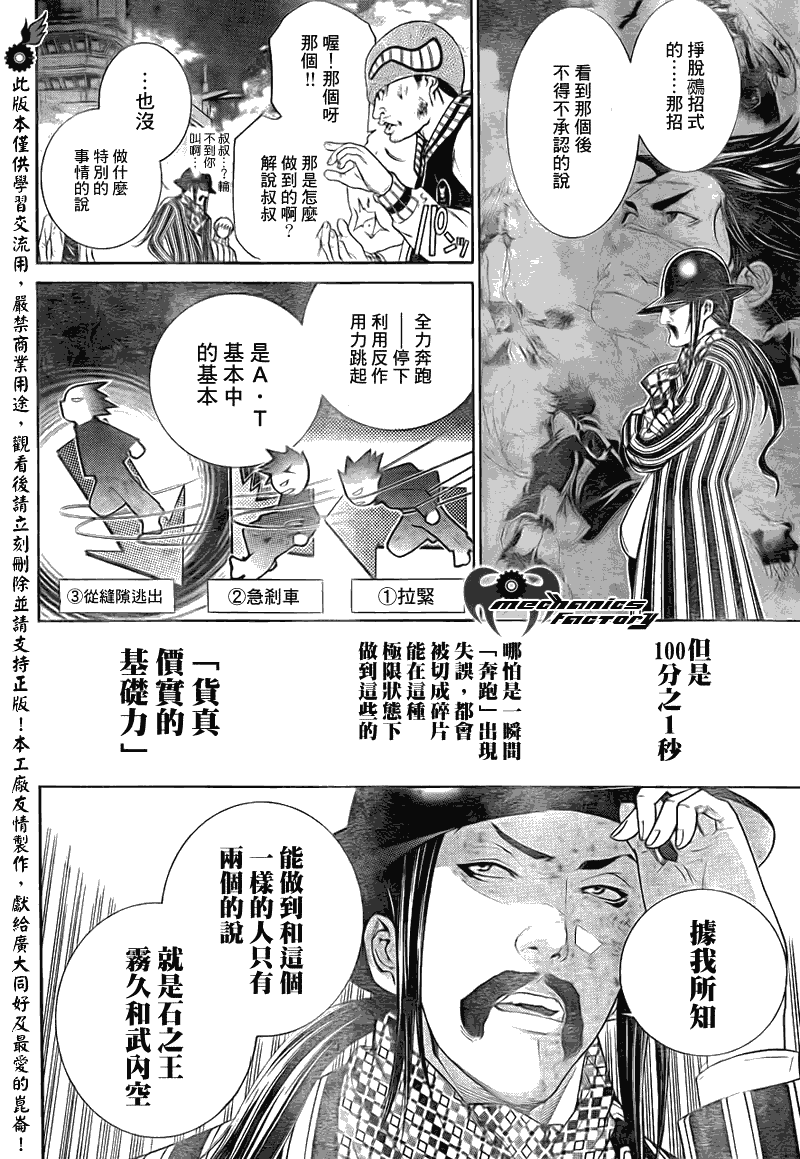 掙脫鵺招式
的…那招
看到那個後
不得不承認的說
喔！那個呀
那個!!
那是怎麼
做到的啊？
解說叔叔
叔叔…？輪
不到你
叫啊…
…也沒
做什麼
特別的
事情的說
全力奔跑
——停下
利用反作
用力跳起
是A・T
基本中
的基本
①拉緊
②急剎車
③從縫隙逃出
mechanics
factory
但是
100分之1秒
哪怕是一瞬間
「奔跑」出現
失誤，都會
被切成碎片
能在這種
極限狀態下
做到這些的
「貨真
價實的
基礎力」
據我所知
能做到和這個
一樣的人只有
兩個的說
就是石之王
霧久和武內空
此版本僅供學習交流用，嚴禁商業用途，觀看後請立刻刪除並請支持正版！本工廠友情製作，獻給廣大同好及最愛的崑崙！